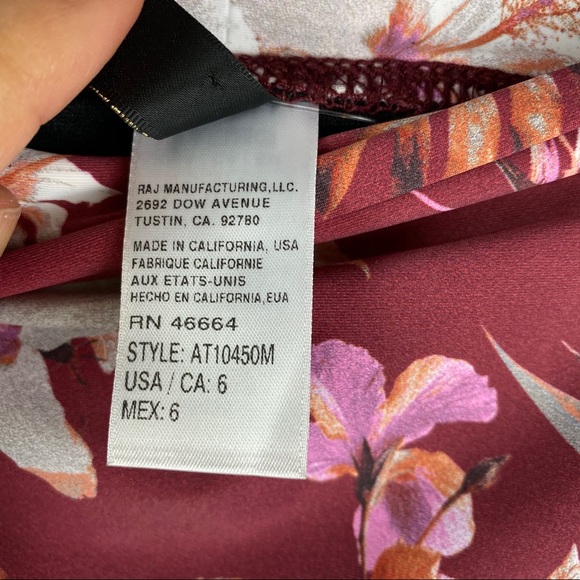 RAJ MANUFACTURING,LLC.
2692 DOW AVENUE
TUSTIN, CA. 92780
MADE IN CALIFORNIA, USA
FABRIQUE CALIFORNIE
AUX ETATS-UNIS
HECHO EN CALIFORNIA,EUA
RN 46664
STYLE: AT10450M
USA / CA: 6
MEX: 6